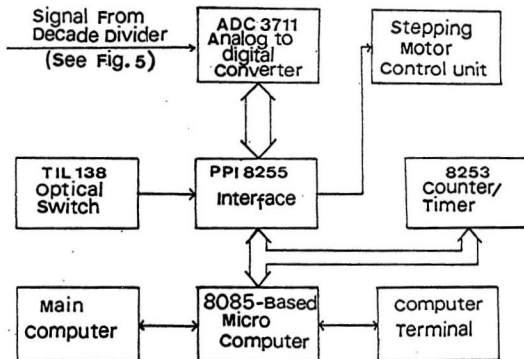 Signal From
Decade Divider
(See Fig. 5)
ADC 3711
Analog to
digital
Converter
Stepping
Motor
Control unit
TIL 138
Optical
Switch
PPI 8255
Interface
8253
Counter/
Timer
Main
Computer
8085-Based
Micro
Computer
Computer
Terminal